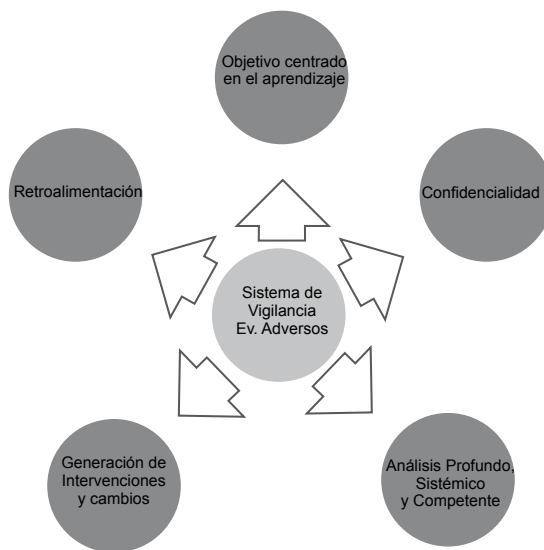 Objetivo centrado
en el aprendizaje
Retroalimentación
Confidencialidad
Sistema de
Vigilancia
Ev. Adversos
Generación de
Intervenciones
y cambios
Análisis Profundo,
Sistémico
y Competente